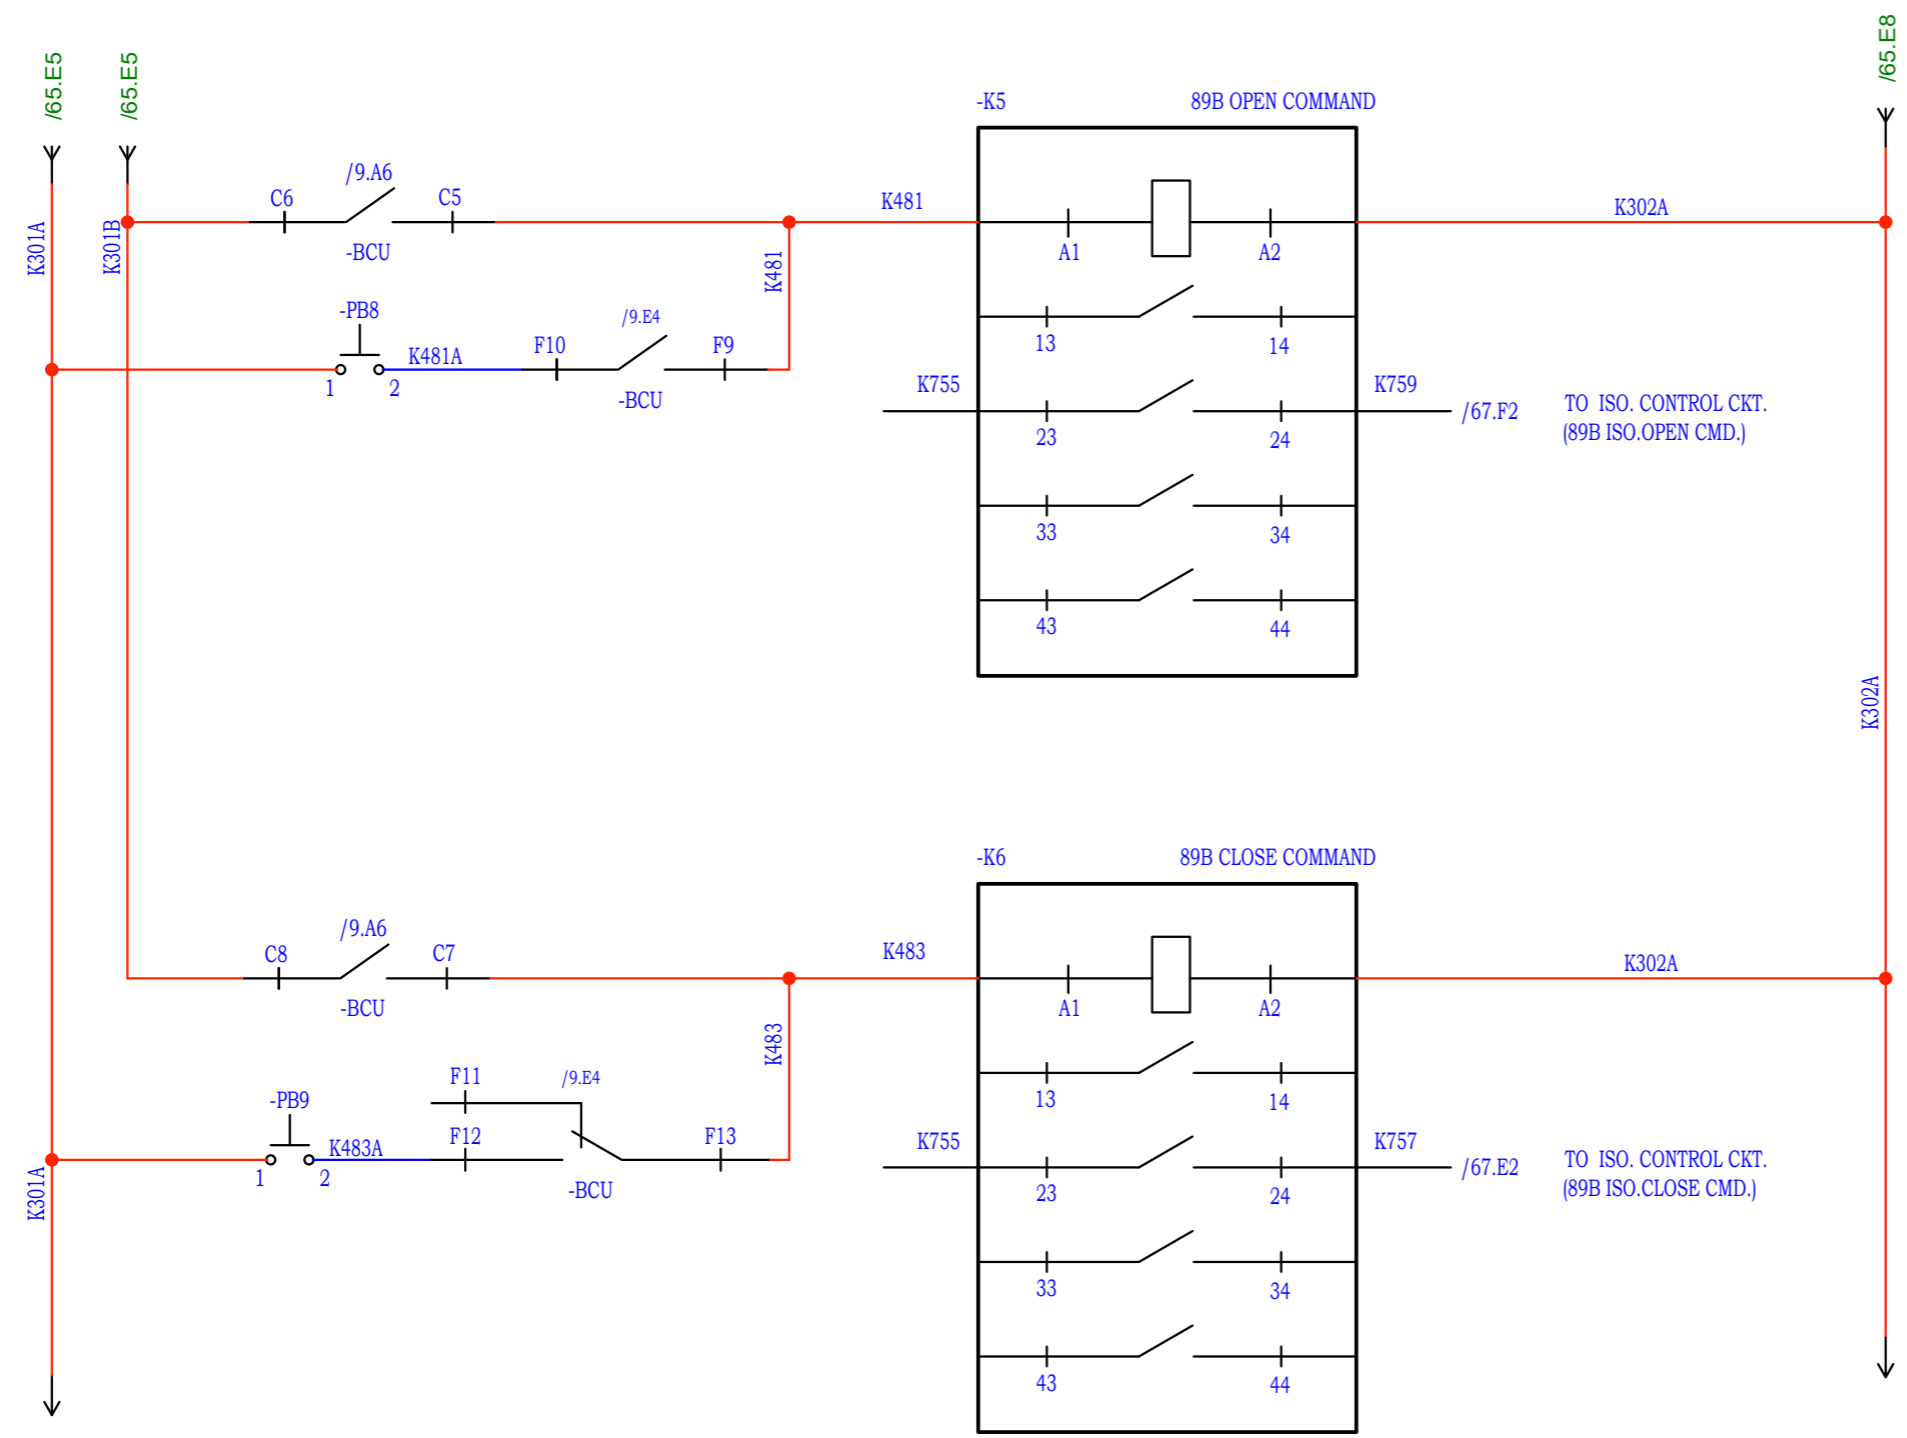 /65.E5
/65.E5
/65.E8
-K5
89B OPEN COMMAND
/9.A6
C6
C5
-BCU
K481
K302A
K301A
K301B
A1
A2
K481
-PB8
/9.E4
K481A
F10
F9
1
2
-BCU
13
14
K755
K759
23
24
/67.F2
TO ISO. CONTROL CKT.
(89B ISO.OPEN CMD.)
33
34
43
44
K302A
-K6
89B CLOSE COMMAND
/9.A6
C8
C7
-BCU
K483
K302A
A1
A2
K483
F11
/9.E4
-PB9
K483A
F12
F13
1
2
-BCU
K301A
13
14
K755
K757
23
24
/67.E2
TO ISO. CONTROL CKT.
(89B ISO.CLOSE CMD.)
33
34
43
44